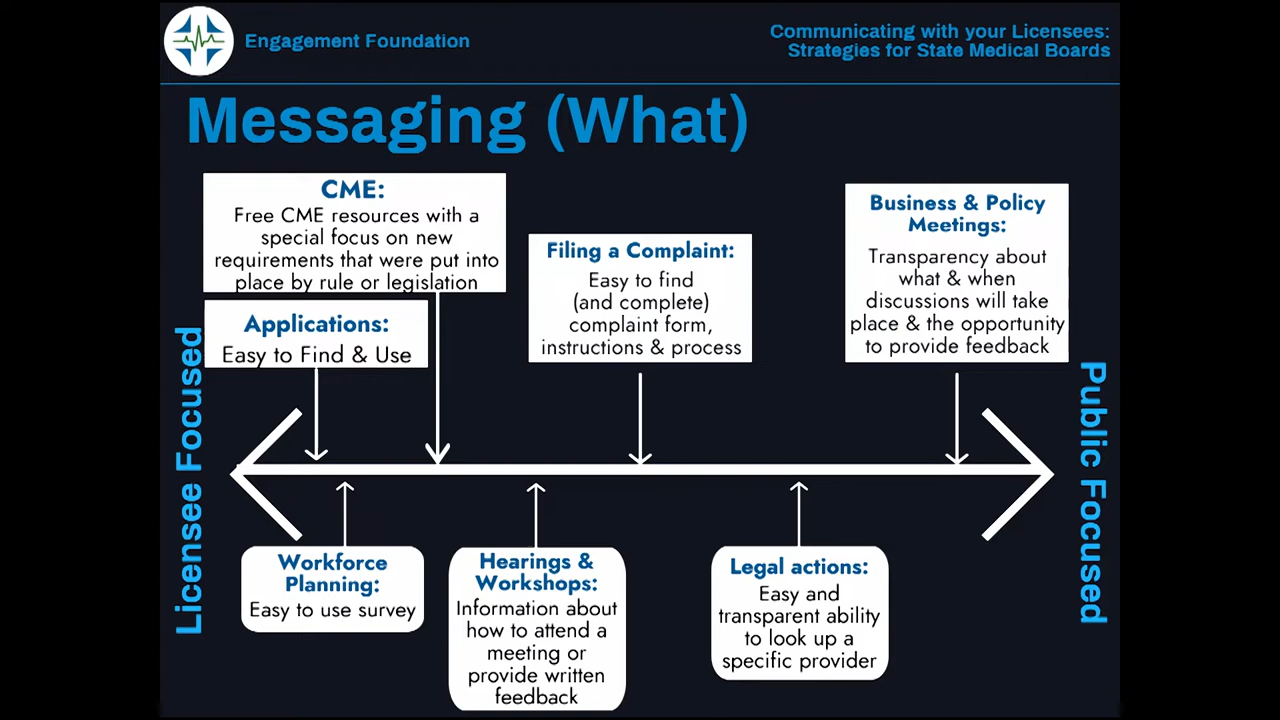 Engagement Foundation
Communicating with your Licensees:
Strategies for State Medical Boards
Messaging (What)
CME:
Free CME resources with a
special focus on new
requirements that were put into
place by rule or legislation
Applications:
Easy to Find & Use
Filing a Complaint:
Easy to find
(and complete)
complaint form,
instructions & process
Business & Policy
Meetings:
Transparency about
what & when
discussions will take
place & the opportunity
to provide feedback
Licensee Focused
Public Focused
Workforce
Planning:
Easy to use survey
Hearings &
Workshops:
Information about
how to attend a
meeting or
provide written
feedback
Legal actions:
Easy and
transparent ability
to look up a
specific provider